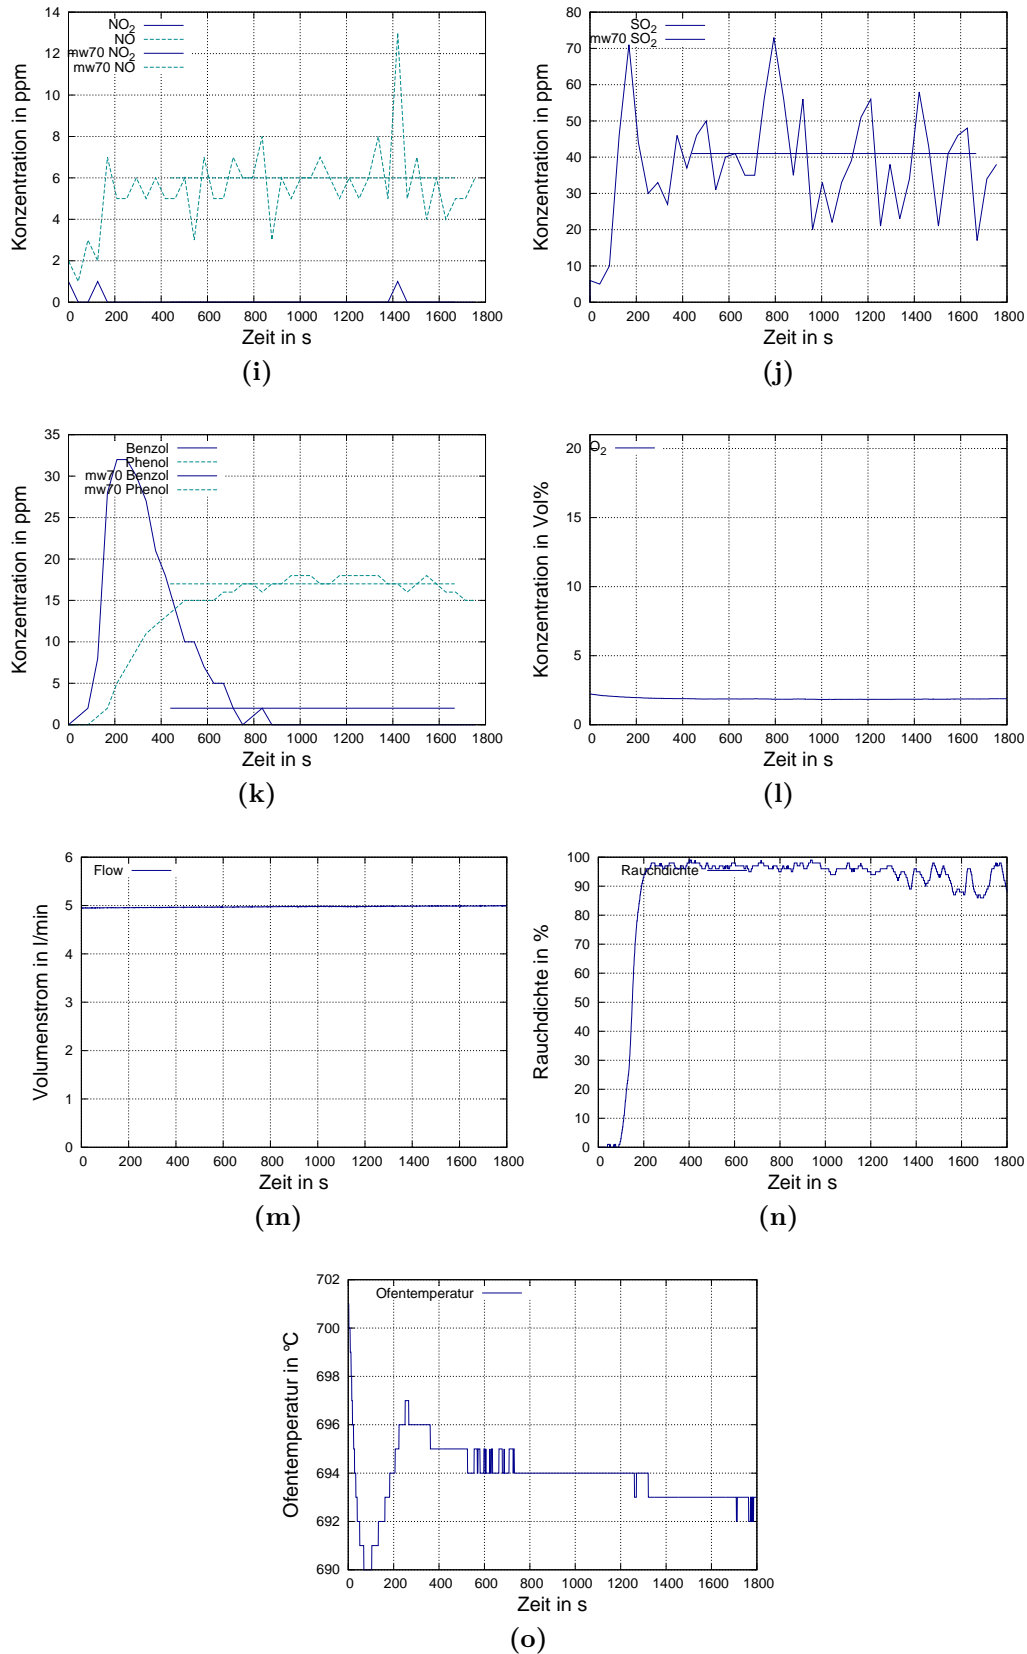 14
12
10
8
6
4
2
0
0 200 400 600 800 1000 1200 1400 1600 1800
Konzentration in ppm
Zeit in s
NO2
NO
mw70 NO2
mw70 NO
(i)
80
70
60
50
40
30
20
10
0
0 200 400 600 800 1000 1200 1400 1600 1800
Konzentration in ppm
Zeit in s
SO2
mw70 SO2
(j)
35
30
25
20
15
10
5
0
0 200 400 600 800 1000 1200 1400 1600 1800
Konzentration in ppm
Zeit in s
Benzol
Phenol
mw70 Benzol
mw70 Phenol
(k)
20
15
10
5
0
0 200 400 600 800 1000 1200 1400 1600 1800
Konzentration in Vol%
Zeit in s
O2
(l)
6
5
4
3
2
1
0
0 200 400 600 800 1000 1200 1400 1600 1800
Volumenstrom in l/min
Zeit in s
Flow
(m)
100
90
80
70
60
50
40
30
20
10
0
0 200 400 600 800 1000 1200 1400 1600 1800
Rauchdichte in %
Zeit in s
Rauchdichte
(n)
702
700
698
696
694
692
690
0 200 400 600 800 1000 1200 1400 1600 1800
Ofentemperatur in °C
Zeit in s
Ofentemperatur
(o)